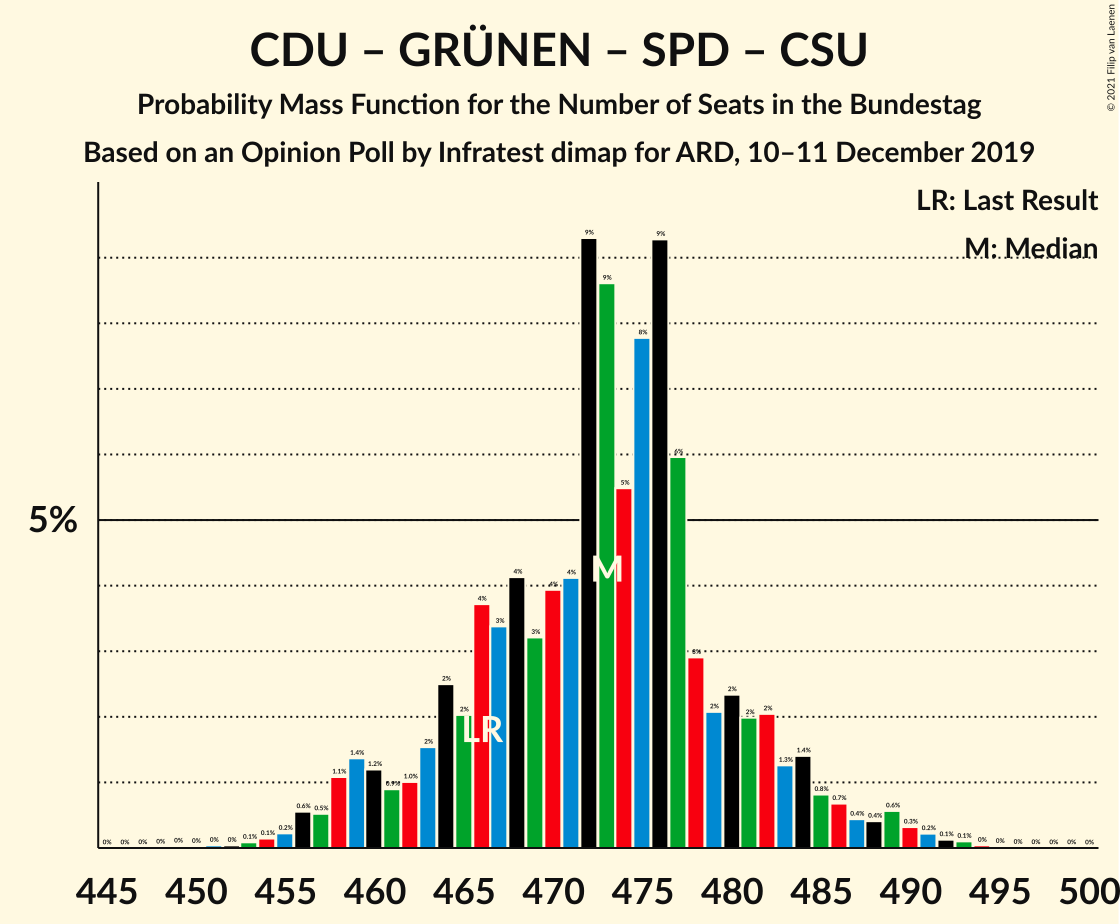 CDU – GRÜNEN – SPD – CSU
Probability Mass Function for the Number of Seats in the Bundestag
Based on an Opinion Poll by Infratest dimap for ARD, 10–11 December 2019
© 2021 Filip van Laenen
LR: Last Result
M: Median
5%
0% 0% 0% 0% 0% 0% 0% 0% 0.1% 0.1% 0.2% 0.6% 0.5% 1.1% 1.4% 1.2% 0.9% 1.0% 2% 2% 2% 4% 3% 4% 3% 4% 4% 9% 9% 5% 8% 9% 6% 3% 2% 2% 2% 2% 1.3% 1.4% 0.8% 0.7% 0.4% 0.4% 0.6% 0.3% 0.2% 0.1% 0.1% 0% 0% 0% 0% 0% 0% 0%
M
LR
445 450 455 460 465 470 475 480 485 490 495 500